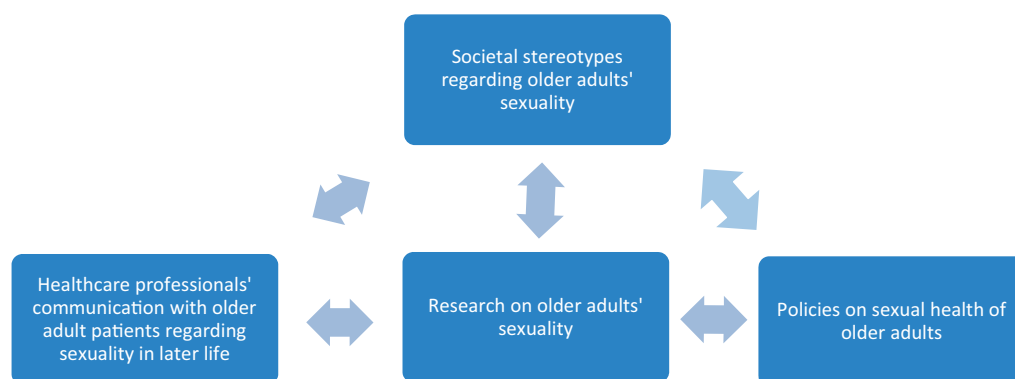 Societal stereotypes
regarding older adults'
sexuality
Healthcare professionals'
communication with older
adult patients regarding
sexuality in later life
Research on older adults'
sexuality
Policies on sexual health of
older adults